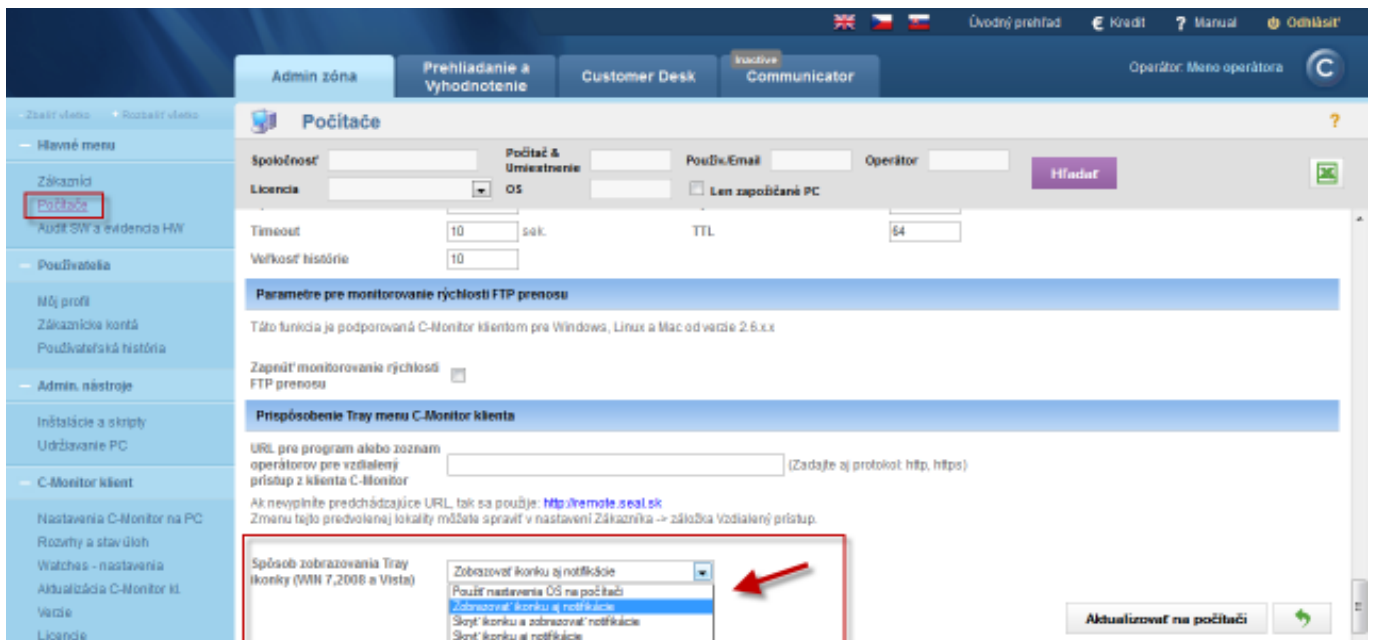 Úvodný prehľad € Kredit ? Manual Odhlásiť
Admin zóna
Prehliadanie a
Vyhodnotenie
Customer Desk
Inactive
Communicator
Operátor: Meno operátora
Zbaliť všetko Rozbaliť všetko
Hlavné menu
Zákazníci
Počítače
Audit SW a evidencia HW
Používatelia
Môj profil
Zákaznícke kontá
Používateľská história
Admin. nástroje
Inštalácie a skripty
Udržiavanie PC
C-Monitor klient
Nastavenia C-Monitor na PC
Rozvrhy a stav úloh
Watches - nastavenia
Aktualizácia C-Monitor kl.
Verzie
Licencie
Počítače ?
Spoločnosť Počítač &
Umiestnenie Použív./Email Operátor
Hľadať
Licencia OS Len zapožičané PC
Timeout 10 sek. TTL 64
Veľkosť histórie 10
Parametre pre monitorovanie rýchlosti FTP prenosu
Táto funkcia je podporovaná C-Monitor klientom pre Windows, Linux a Mac od verzie 2.6.x.x
Zapnúť monitorovanie rýchlosti
FTP prenosu
Prispôsobenie Tray menu C-Monitor klienta
URL pre program alebo zoznam
operátorov pre vzdialený
prístup z klienta C-Monitor
(Zadajte aj protokol: http, https)
Ak nevyplníte predchádzajúce URL, tak sa použije: http://remote.seal.sk
Zmenu tejto predvolenej lokality môžete spraviť v nastavení Zákazníka -> záložka Vzdialený prístup.
Spôsob zobrazovania Tray
ikonky (WIN 7,2008 a Vista)
Zobrazovať ikonku aj notifikácie
Použiť nastavenia OS na počítači
Zobrazovať ikonku aj notifikácie
Skryť ikonku a zobrazovať notifikácie
Skryť ikonku aj notifikácie
Aktualizovať na počítači